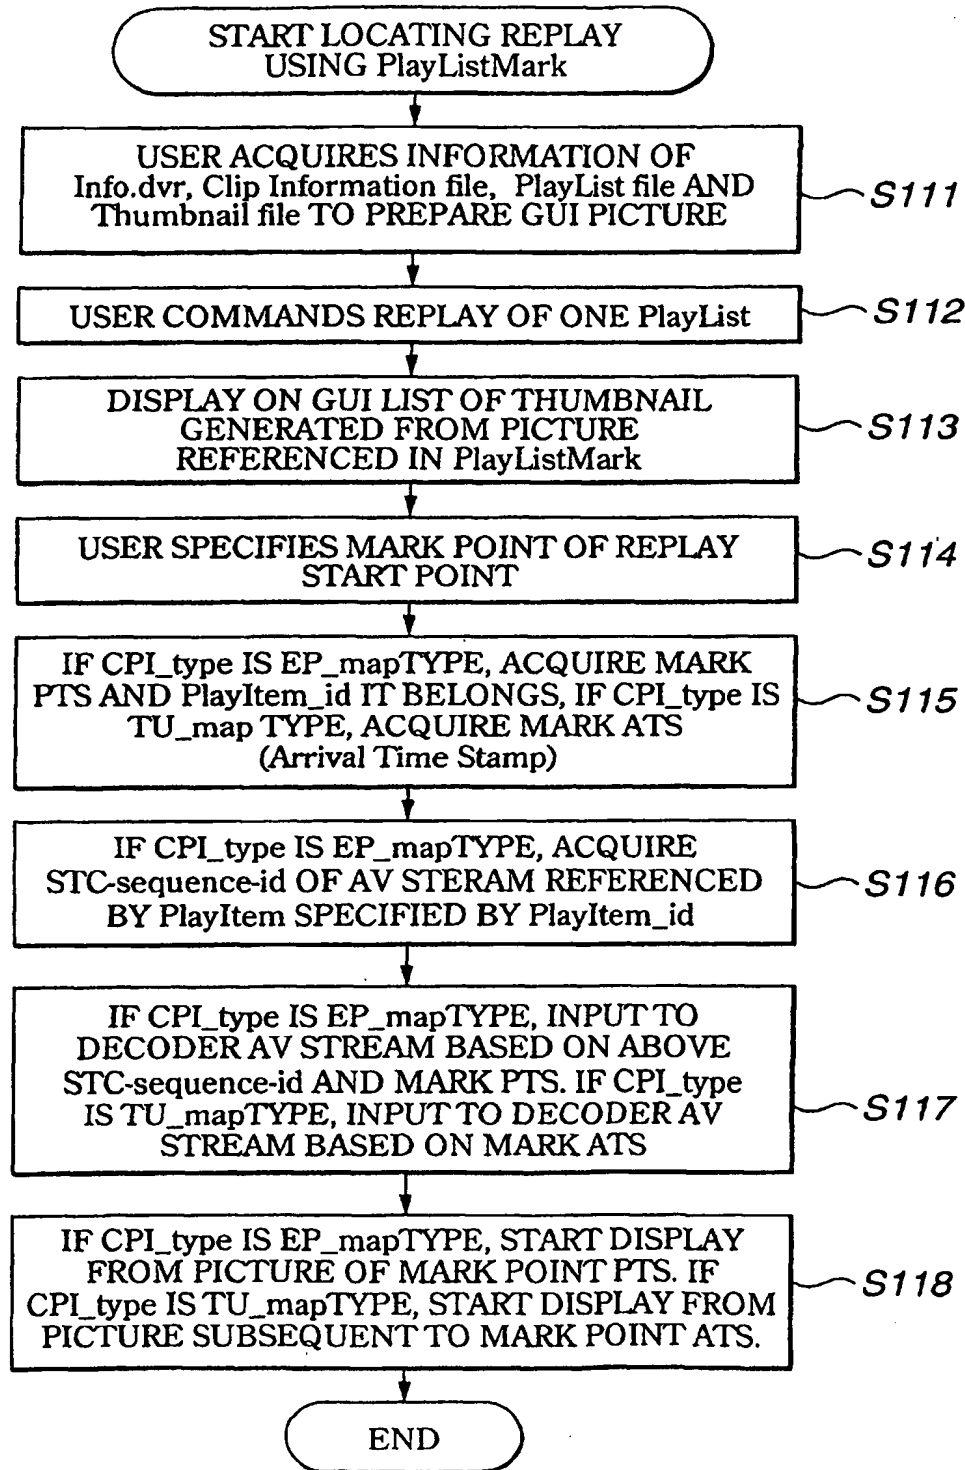 START LOCATING REPLAY
USING PlayListMark
USER ACQUIRES INFORMATION OF
Info.dvr, Clip Information file, PlayList file AND
Thumbnail file TO PREPARE GUI PICTURE
S111
USER COMMANDS REPLAY OF ONE PlayList
S112
DISPLAY ON GUI LIST OF THUMBNAIL
GENERATED FROM PICTURE
REFERENCED IN PlayListMark
S113
USER SPECIFIES MARK POINT OF REPLAY
START POINT
S114
IF CPI_type IS EP_mapTYPE, ACQUIRE MARK
PTS AND PlayItem_id IT BELONGS, IF CPI_type IS
TU_map TYPE, ACQUIRE MARK ATS
(Arrival Time Stamp)
S115
IF CPI_type IS EP_mapTYPE, ACQUIRE
STC-sequence-id OF AV STERAM REFERENCED
BY PlayItem SPECIFIED BY PlayItem_id
S116
IF CPI_type IS EP_mapTYPE, INPUT TO
DECODER AV STREAM BASED ON ABOVE
STC-sequence-id AND MARK PTS. IF CPI_type
IS TU_mapTYPE, INPUT TO DECODER AV
STREAM BASED ON MARK ATS
S117
IF CPI_type IS EP_mapTYPE, START DISPLAY
FROM PICTURE OF MARK POINT PTS. IF
CPI_type IS TU_mapTYPE, START DISPLAY FROM
PICTURE SUBSEQUENT TO MARK POINT ATS.
S118
END